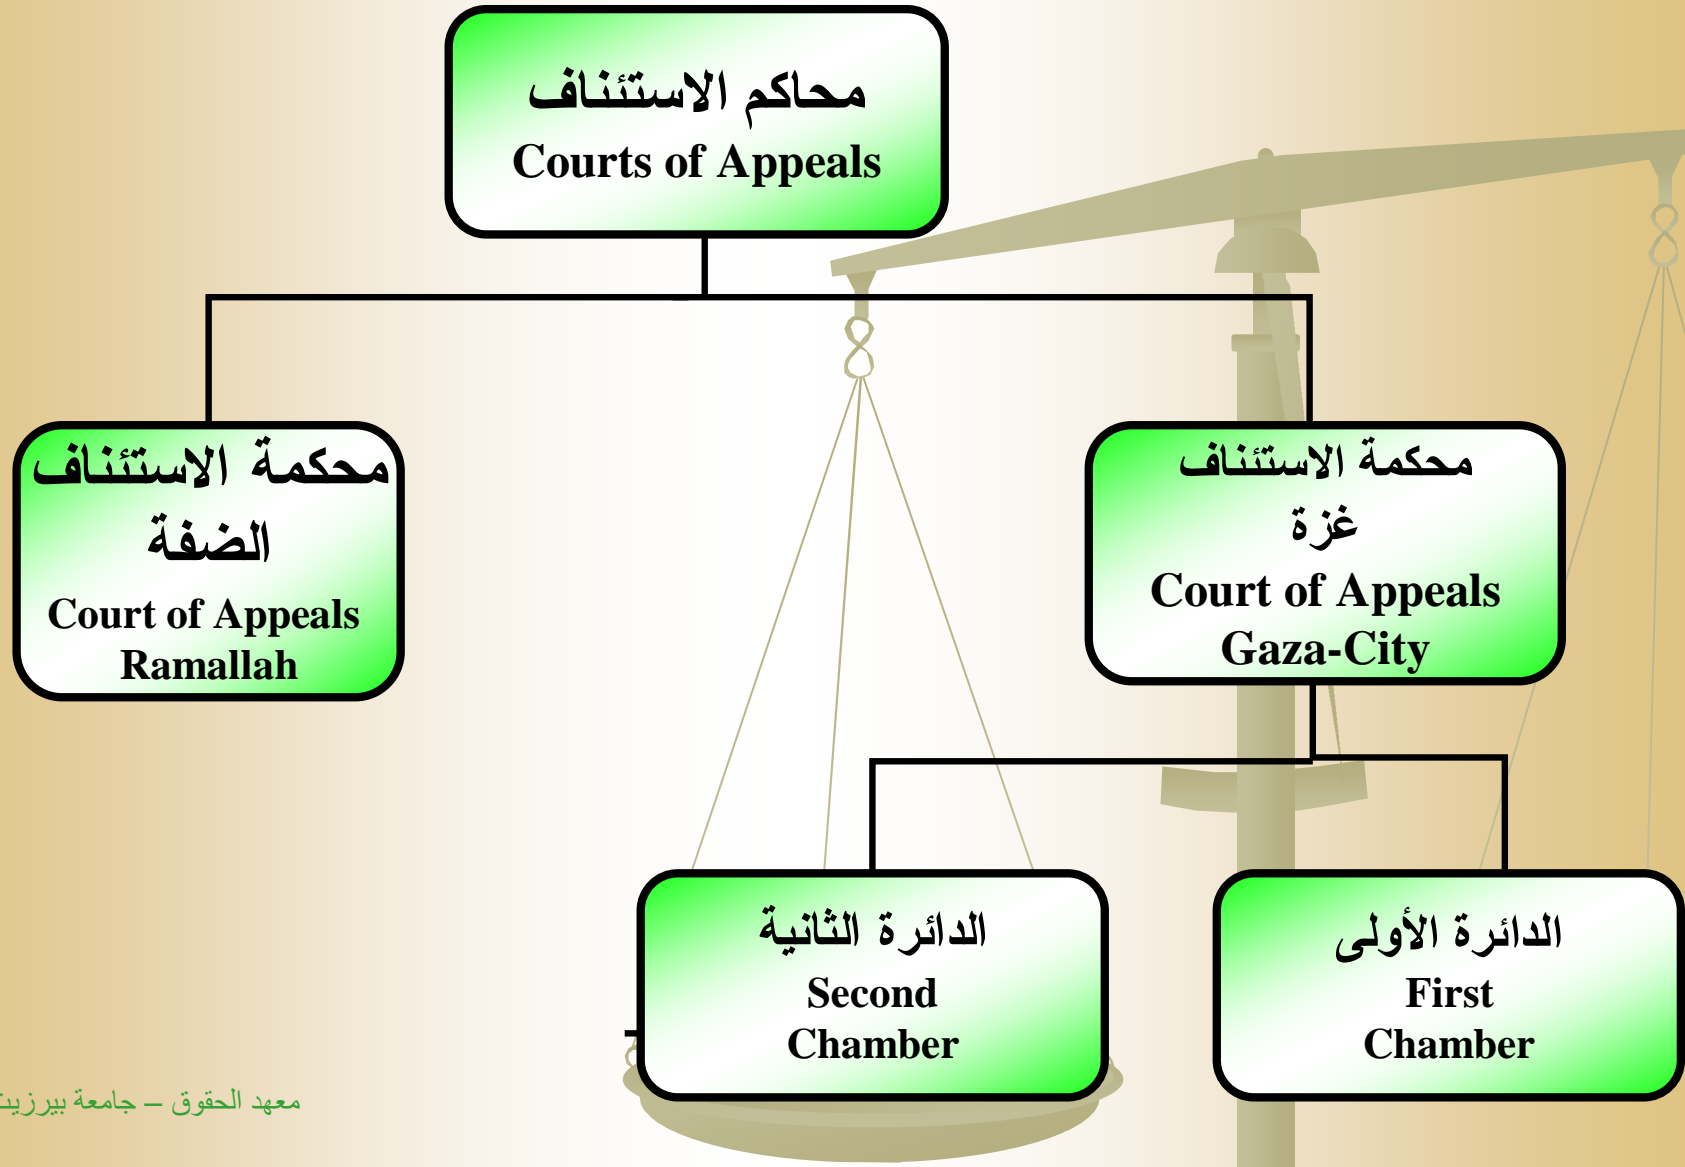 محاكم الاستئناف
Courts of Appeals
محكمة الاستئناف
الضفة
Court of Appeals
Ramallah
محكمة الاستئناف
غزة
Court of Appeals
Gaza-City
الدائرة الثانية
Second
Chamber
الدائرة الأولى
First
Chamber
معهد الحقوق – جامعة بيرزيت